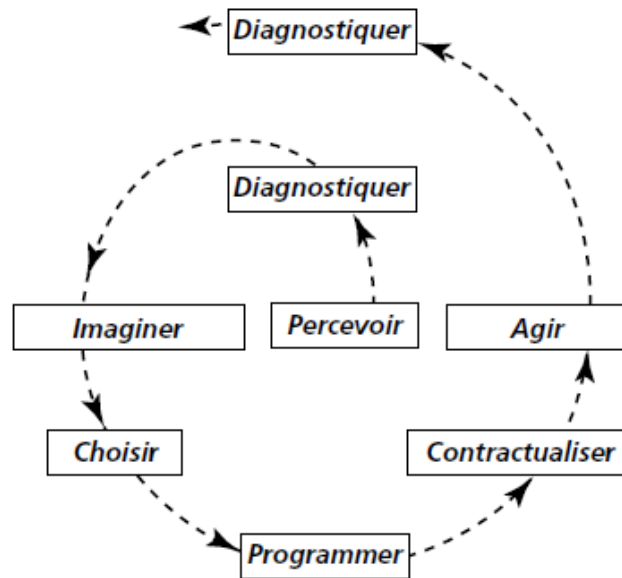 Diagnostiquer
Diagnostiquer
Imaginer
Percevoir
Agir
Choisir
Contractualiser
Programmer